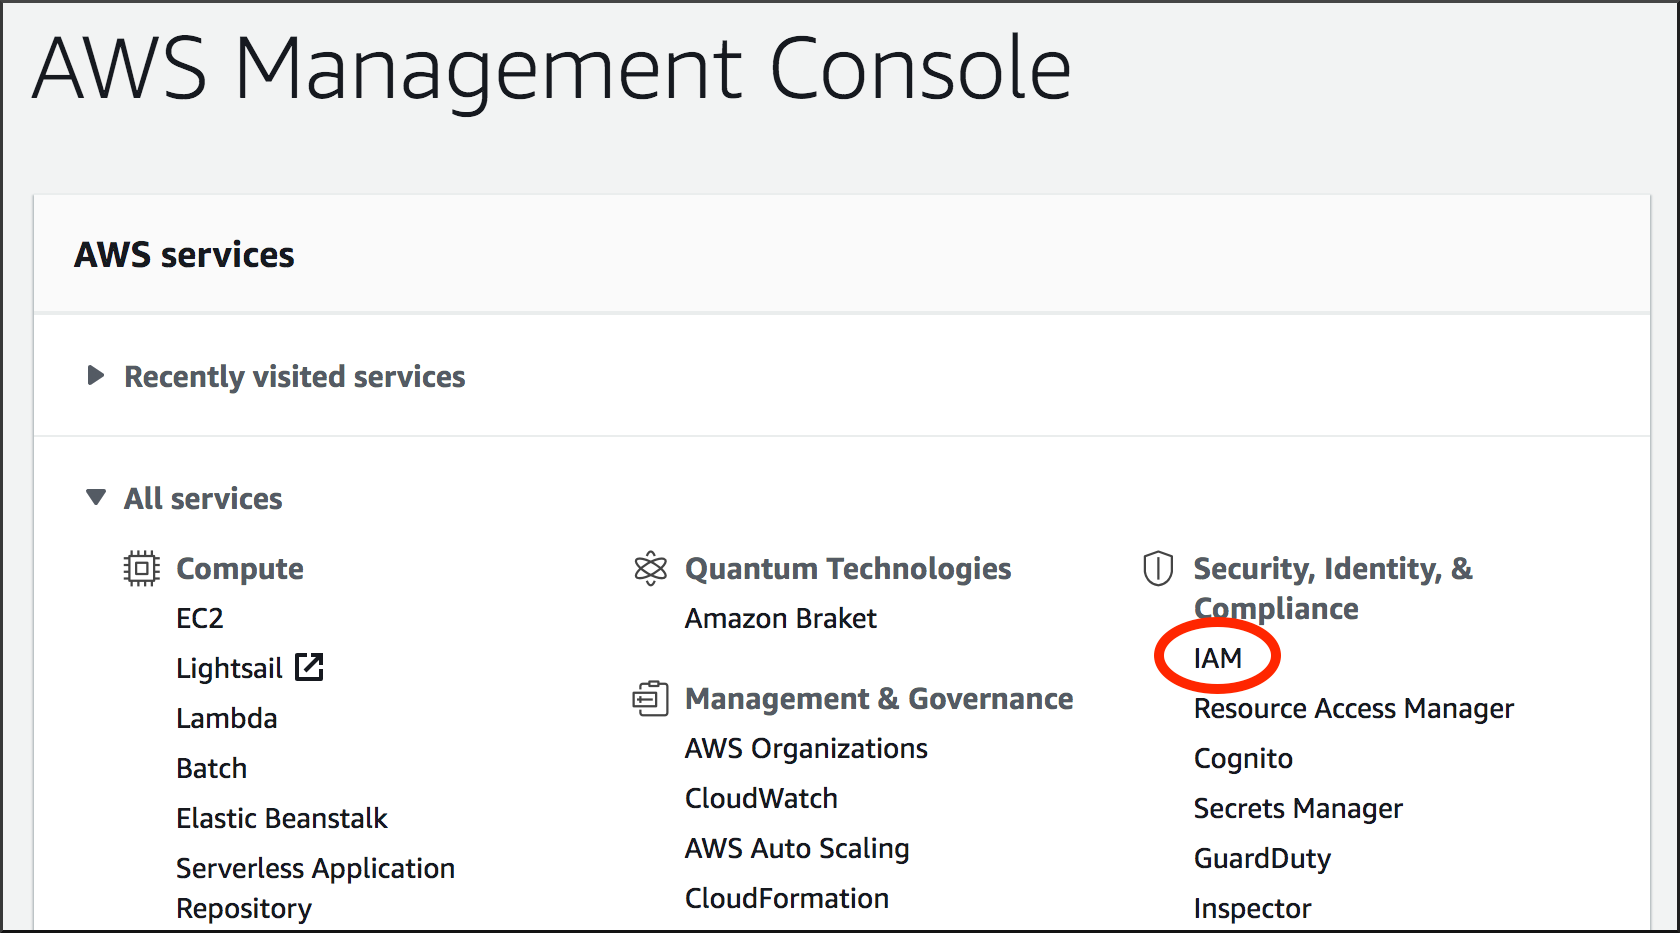 AWS Management Console
AWS services
Recently visited services
All services
Compute
EC2
Lightsail
Lambda
Batch
Elastic Beanstalk
Serverless Application
Repository
Quantum Technologies
Amazon Braket
Management & Governance
AWS Organizations
CloudWatch
AWS Auto Scaling
CloudFormation
Security, Identity, &
Compliance
IAM
Resource Access Manager
Cognito
Secrets Manager
GuardDuty
Inspector